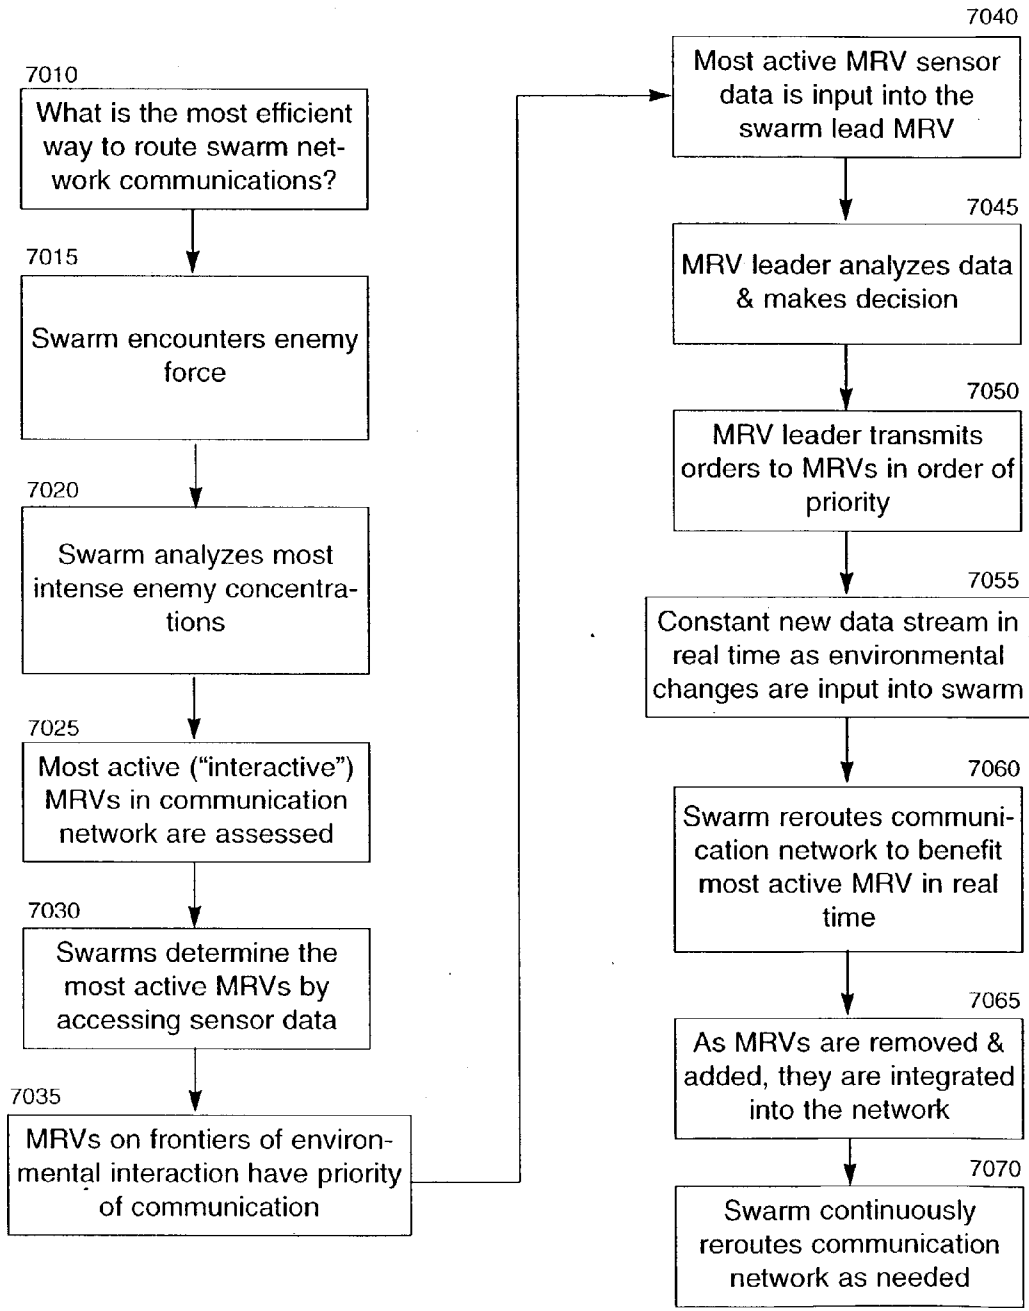 7010
What is the most efficient
way to route swarm net-
work communications?
7015
Swarm encounters enemy
force
7020
Swarm analyzes most
intense enemy concentra-
tions
7025
Most active (“interactive”)
MRVs in communication
network are assessed
7030
Swarms determine the
most active MRVs by
accessing sensor data
7035
MRVs on frontiers of environ-
mental interaction have priority
of communication
7040
Most active MRV sensor
data is input into the
swarm lead MRV
7045
MRV leader analyzes data
& makes decision
7050
MRV leader transmits
orders to MRVs in order of
priority
7055
Constant new data stream in
real time as environmental
changes are input into swarm
7060
Swarm reroutes communi-
cation network to benefit
most active MRV in real
time
7065
As MRVs are removed &
added, they are integrated
into the network
7070
Swarm continuously
reroutes communication
network as needed